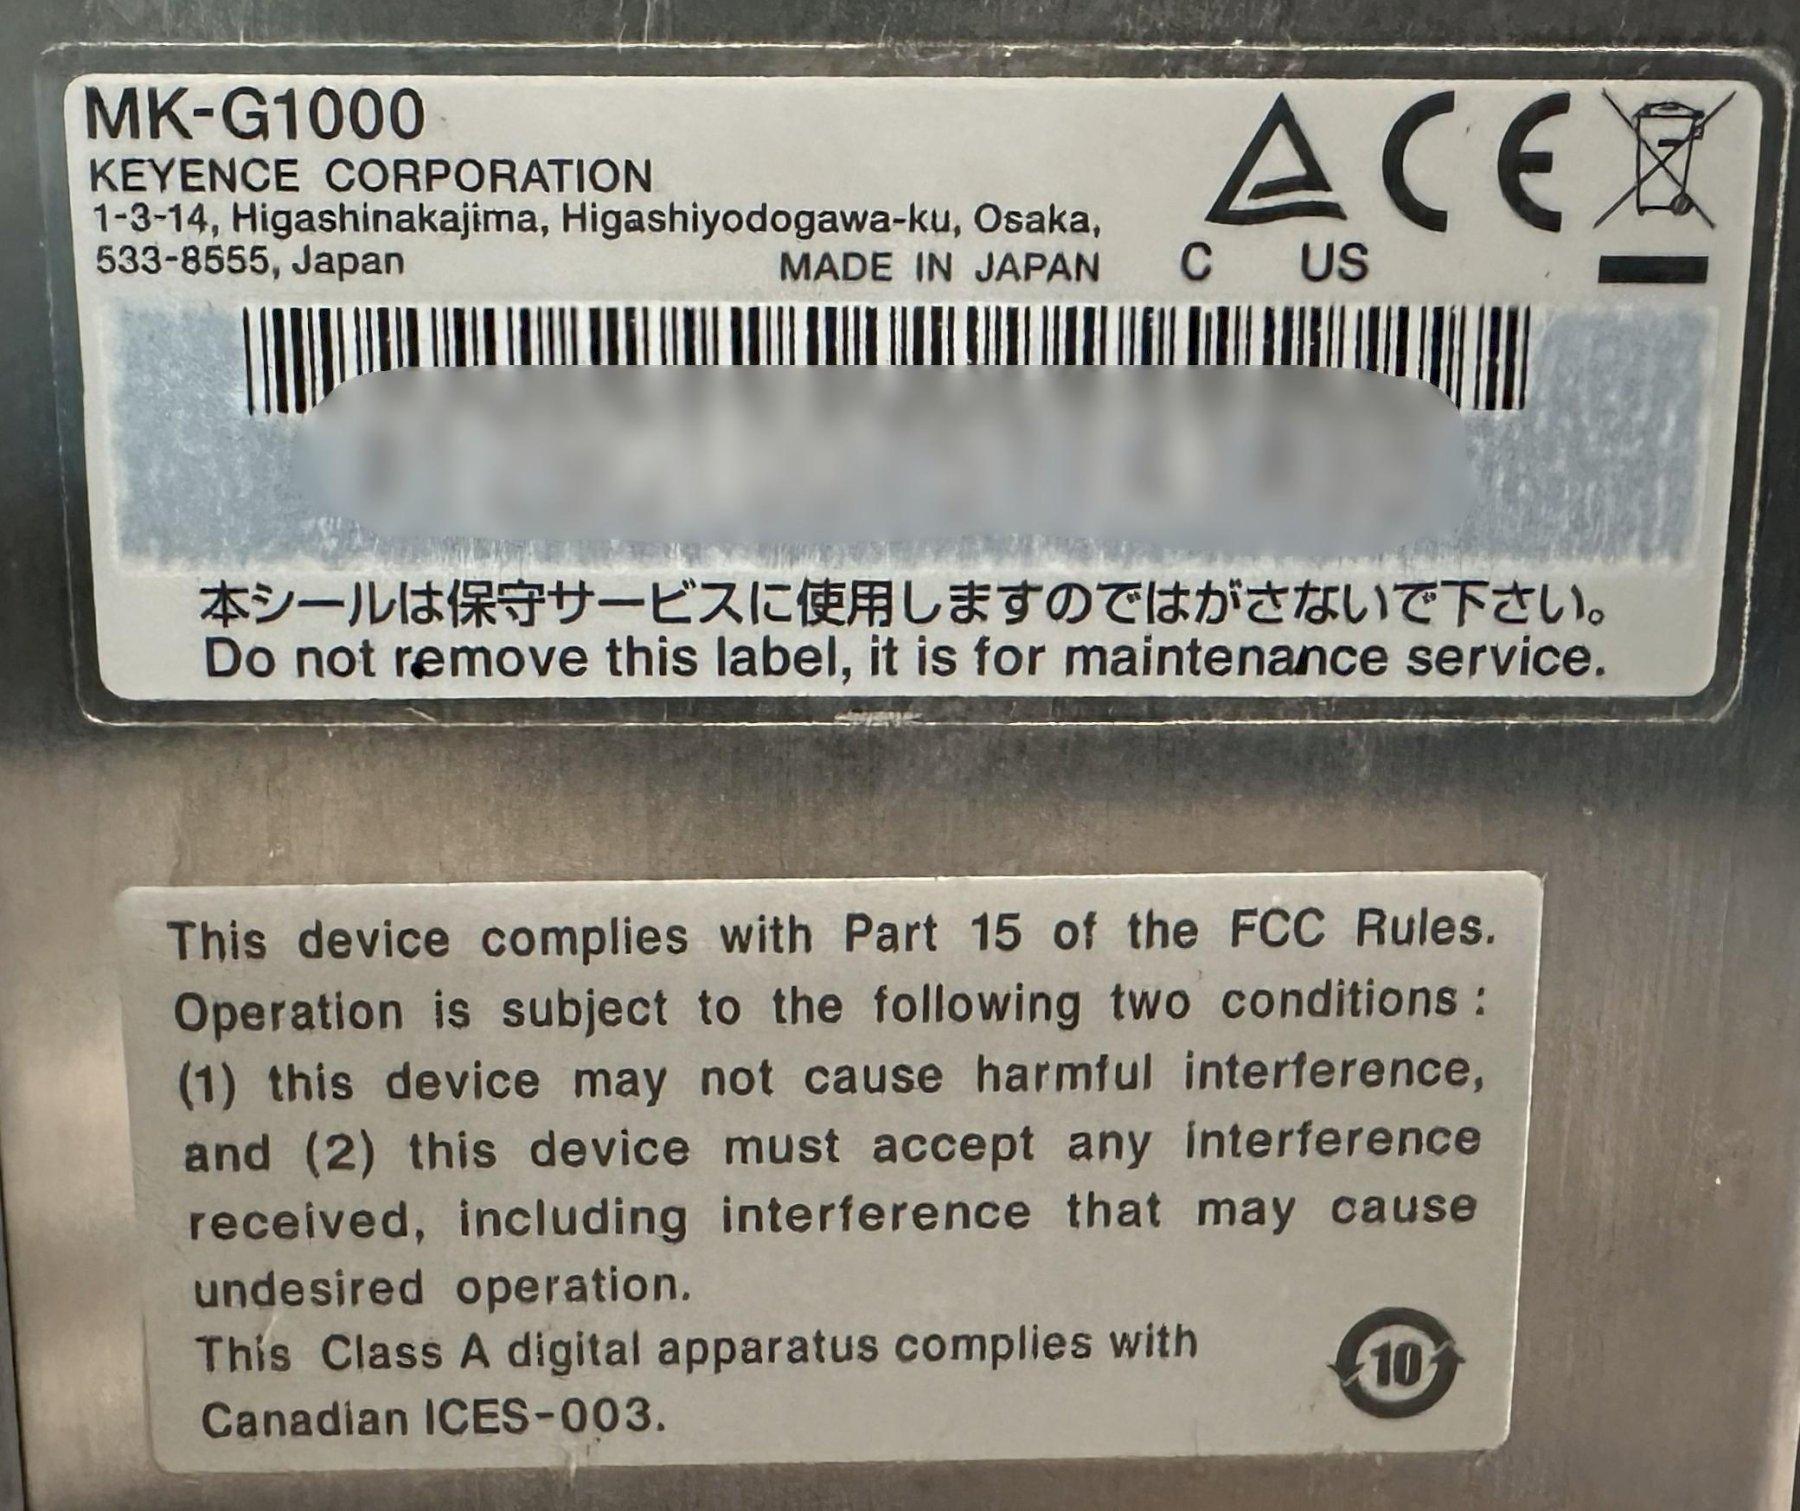 MK-G1000
KEYENCE CORPORATION
1-3-14, Higashinakajima, Higashiyodogawa-ku, Osaka,
533-8555, Japan
MADE IN JAPAN
C US
CE
本シールは保守サービスに使用しますのではがさないで下さい。
Do not remove this label, it is for maintenance service.
This device complies with Part 15 of the FCC Rules.
Operation is subject to the following two conditions :
(1) this device may not cause harmful interference,
and (2) this device must accept any interference
received, including interference that may cause
undesired operation.
This Class A digital apparatus complies with
Canadian ICES-003.
10